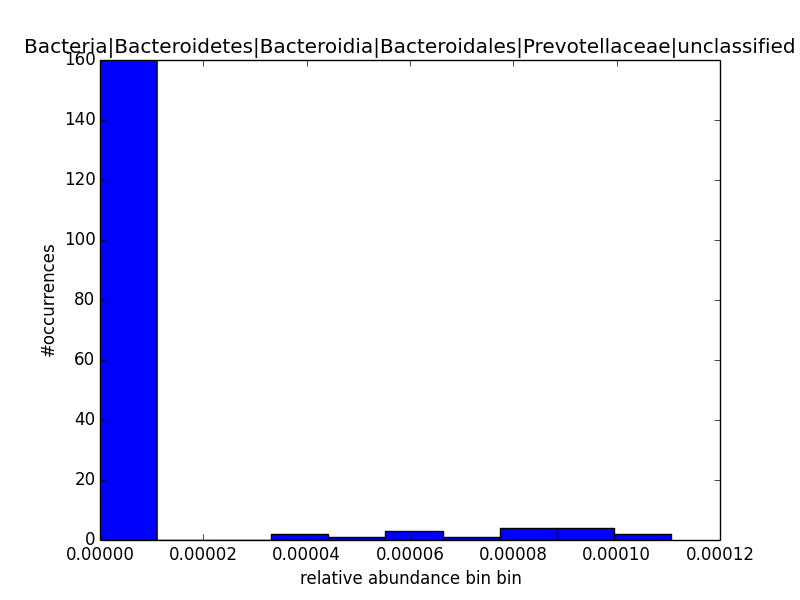 Bacteria|Bacteroidetes|Bacteroidia|Bacteroidales|Prevotellaceae|unclassified
160
140
120
100
80
60
40
20
0
#occurrences
0.00000 0.00002 0.00004 0.00006 0.00008 0.00010 0.00012
relative abundance bin bin